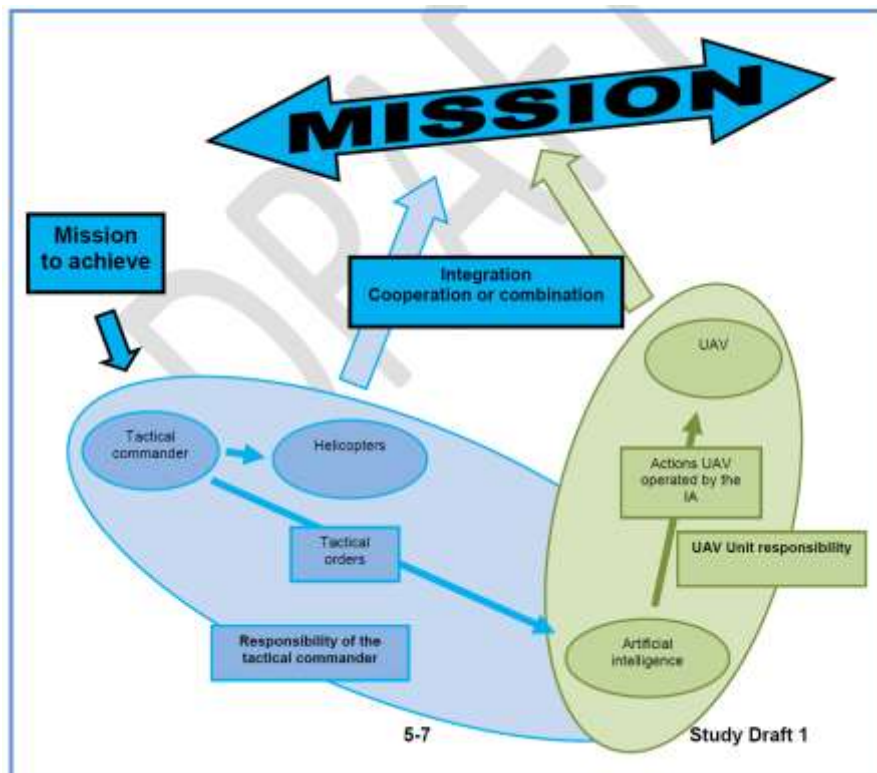 DRAFT
MISSION
Mission
to achieve
Integration
Cooperation or combination
UAV
Tactical
commander
Helicopters
Actions UAV
operated by the
IA
Tactical
orders
UAV Unit responsibility
Responsibility of the
tactical commander
Artificial
intelligence
5-7
Study Draft 1